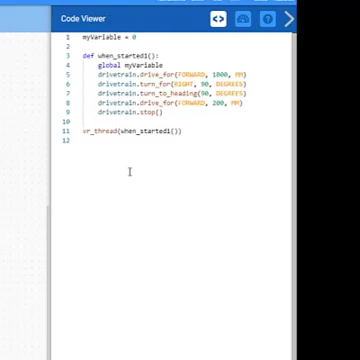 Code Viewer
1 myVariable = 0
2
3 def when_started1():
4 global myVariable
5 drivetrain.drive_for(FORWARD, 1000, MM)
6 drivetrain.turn_for(RIGHT, 90, DEGREES)
7 drivetrain.turn_to_heading(90, DEGREES)
8 drivetrain.drive_for(FORWARD, 200, MM)
9 drivetrain.stop()
10
11 vr_thread(when_started1())
12